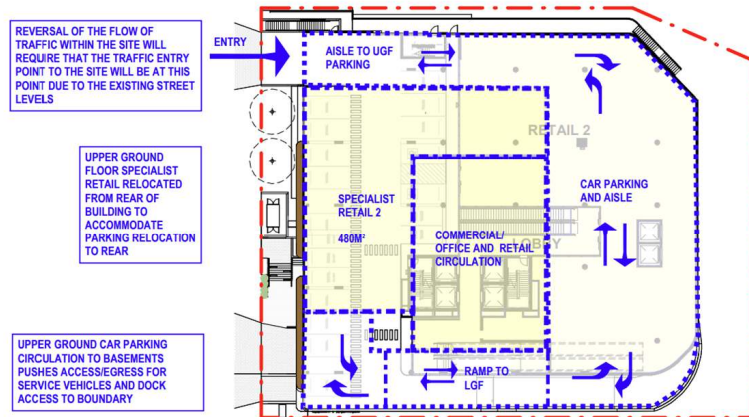 REVERSAL OF THE FLOW OF
TRAFFIC WITHIN THE SITE WILL
REQUIRE THAT THE TRAFFIC ENTRY
POINT TO THE SITE WILL BE AT THIS
POINT DUE TO THE EXISTING STREET
LEVELS
ENTRY
AISLE TO UGF
PARKING
RETAIL 2
UPPER GROUND
FLOOR SPECIALIST
RETAIL RELOCATED
FROM REAR OF
BUILDING TO
ACCOMMODATE
PARKING RELOCATION
TO REAR
SPECIALIST
RETAIL 2
480M²
CAR PARKING
AND AISLE
COMMERCIAL/
OFFICE AND RETAIL
CIRCULATION
LOBBY
UPPER GROUND CAR PARKING
CIRCULATION TO BASEMENTS
PUSHES ACCESS/EGRESS FOR
SERVICE VEHICLES AND DOCK
ACCESS TO BOUNDARY
RAMP TO
LGF